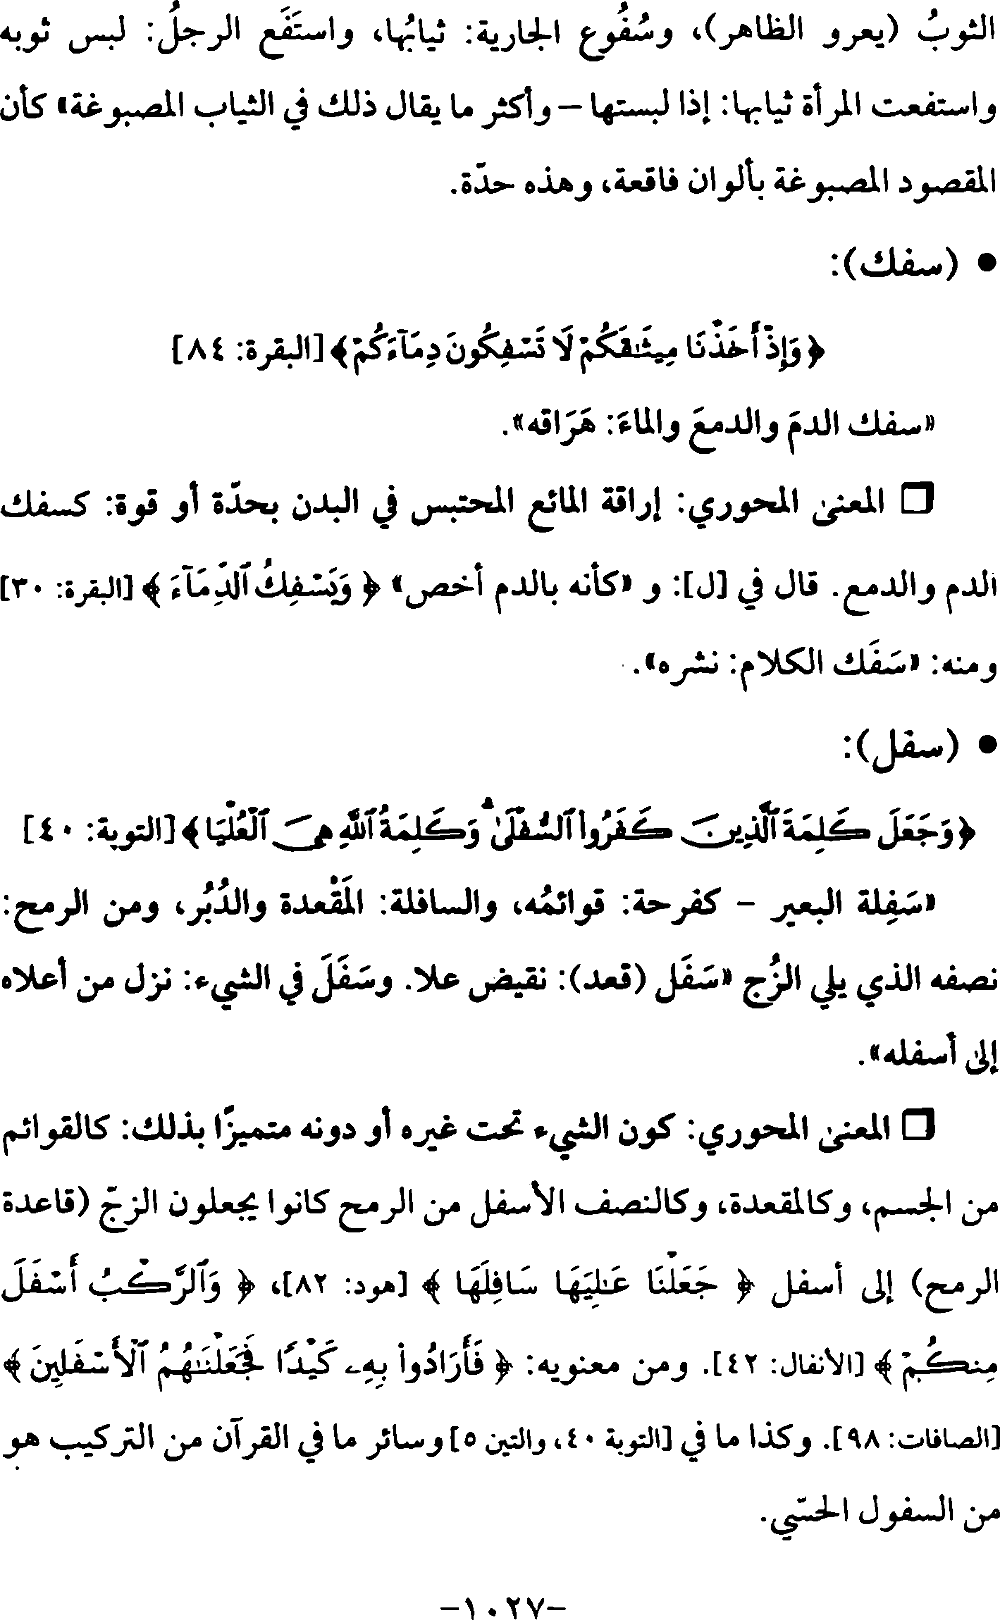 الثوبُ (يعرو الظاهر)، وسُفُوع الجارية: ثيابُها، واستَفَع الرجلُ: لبس ثوبه
واستفعت المرأة ثيابها: إذا لبستها – وأكثر ما يقال ذلك في الثياب المصبوغة» كأن
المقصود المصبوغة بألوان فاقعة، وهذه حدّة.
• (سفك):
﴿وَإِذْ أَخَذْنَا مِيثَٰقَكُمْ لَا تَسْفِكُونَ دِمَآءَكُمْ﴾ [البقرة: ٨٤]
«سفك الدمَ والدمعَ والماءَ: هَرَاقه».
❒ المعنىٰ المحوري: إراقة المائع المحتبس في البدن بحدّة أو قوة: كسفك
الدم والدمع. قال في [ل]: و «كأنه بالدم أخص» ﴿وَيَسْفِكُ ٱلدِّمَآءَ﴾ [البقرة: ٣٠]
ومنه: «سَفَك الكلام: نشره».
• (سفل):
﴿وَجَعَلَ كَلِمَةَ ٱلَّذِينَ كَفَرُواْ ٱلسُّفْلَىٰۗ وَكَلِمَةُ ٱللَّهِ هِىَ ٱلْعُلْيَا﴾ [التوبة: ٤٠]
«سَفِلة البعير – كفرحة: قوائمُه، والسافلة: المَقْعدة والدُبُر، ومن الرمح:
نصفه الذي يلي الزُج «سَفَل (قعد): نقيض علا. وسَفَلَ في الشيء: نزل من أعلاه
إلىٰ أسفله».
❒ المعنىٰ المحوري: كون الشيء تحت غيره أو دونه متميزًا بذلك: كالقوائم
من الجسم، وكالمقعدة، وكالنصف الأسفل من الرمح كانوا يجعلون الزجّ (قاعدة
الرمح) إلى أسفل ﴿جَعَلْنَا عَٰلِيَهَا سَافِلَهَا﴾ [هود: ٨٢]، ﴿وَٱلرَّكْبُ أَسْفَلَ
مِنكُمْ﴾ [الأنفال: ٤٢]. ومن معنويه: ﴿فَأَرَادُواْ بِهِۦ كَيْدًا فَجَعَلْنَٰهُمُ ٱلْأَسْفَلِينَ﴾
[الصافات: ٩٨]. وكذا ما في [التوبة ٤٠، والتين ٥] وسائر ما في القرآن من التركيب هو
من السفول الحسّي.
-١٠٢٧-